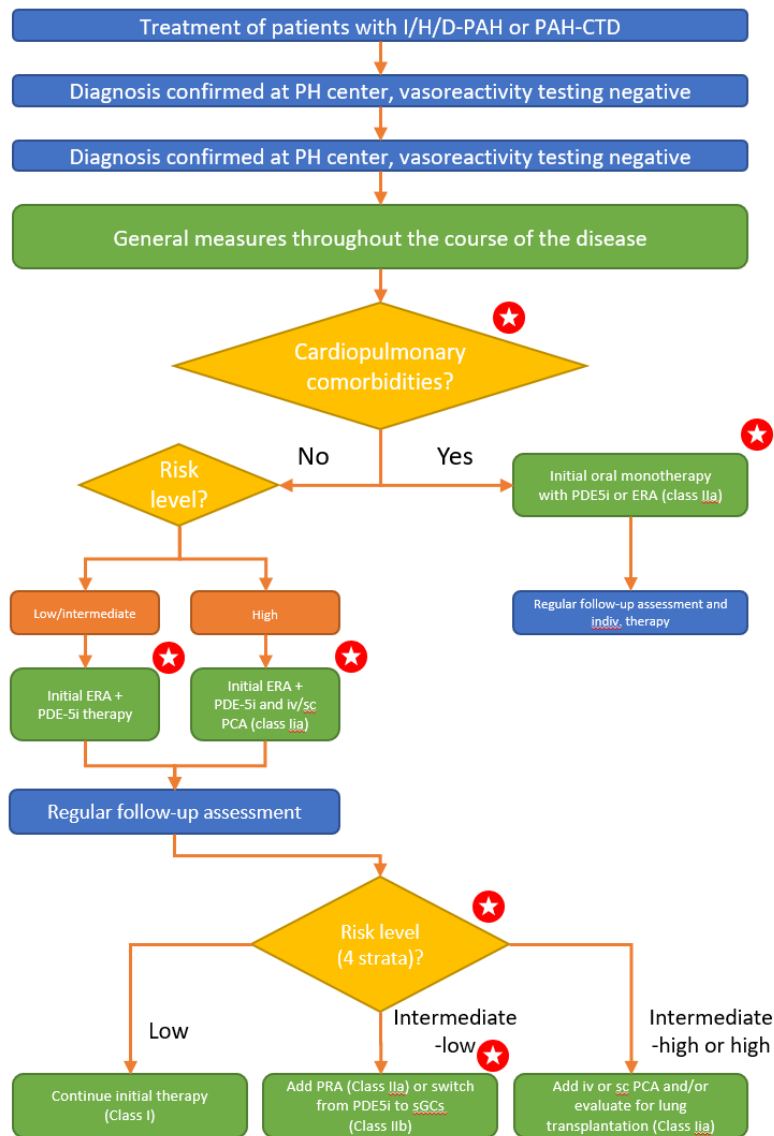 Treatment of patients with I/H/D-PAH or PAH-CTD
Diagnosis confirmed at PH center, vasoreactivity testing negative
Diagnosis confirmed at PH center, vasoreactivity testing negative
General measures throughout the course of the disease
Cardiopulmonary
comorbidities?
No
Yes
Risk
level?
Initial oral monotherapy
with PDE5i or ERA (class IIa)
Low/intermediate
High
Regular follow-up assessment and
indiv. therapy
Initial ERA +
PDE-5i therapy
Initial ERA +
PDE-5i and iv/sc
PCA (class Iia)
Regular follow-up assessment
Risk level
(4 strata)?
Low
Intermediate
-low
Intermediate
-high or high
Continue initial therapy
(Class I)
Add PRA (Class IIa) or switch
from PDE5i to sGCs
(Class IIb)
Add iv or sc PCA and/or
evaluate for lung
transplantation (Class IIa)